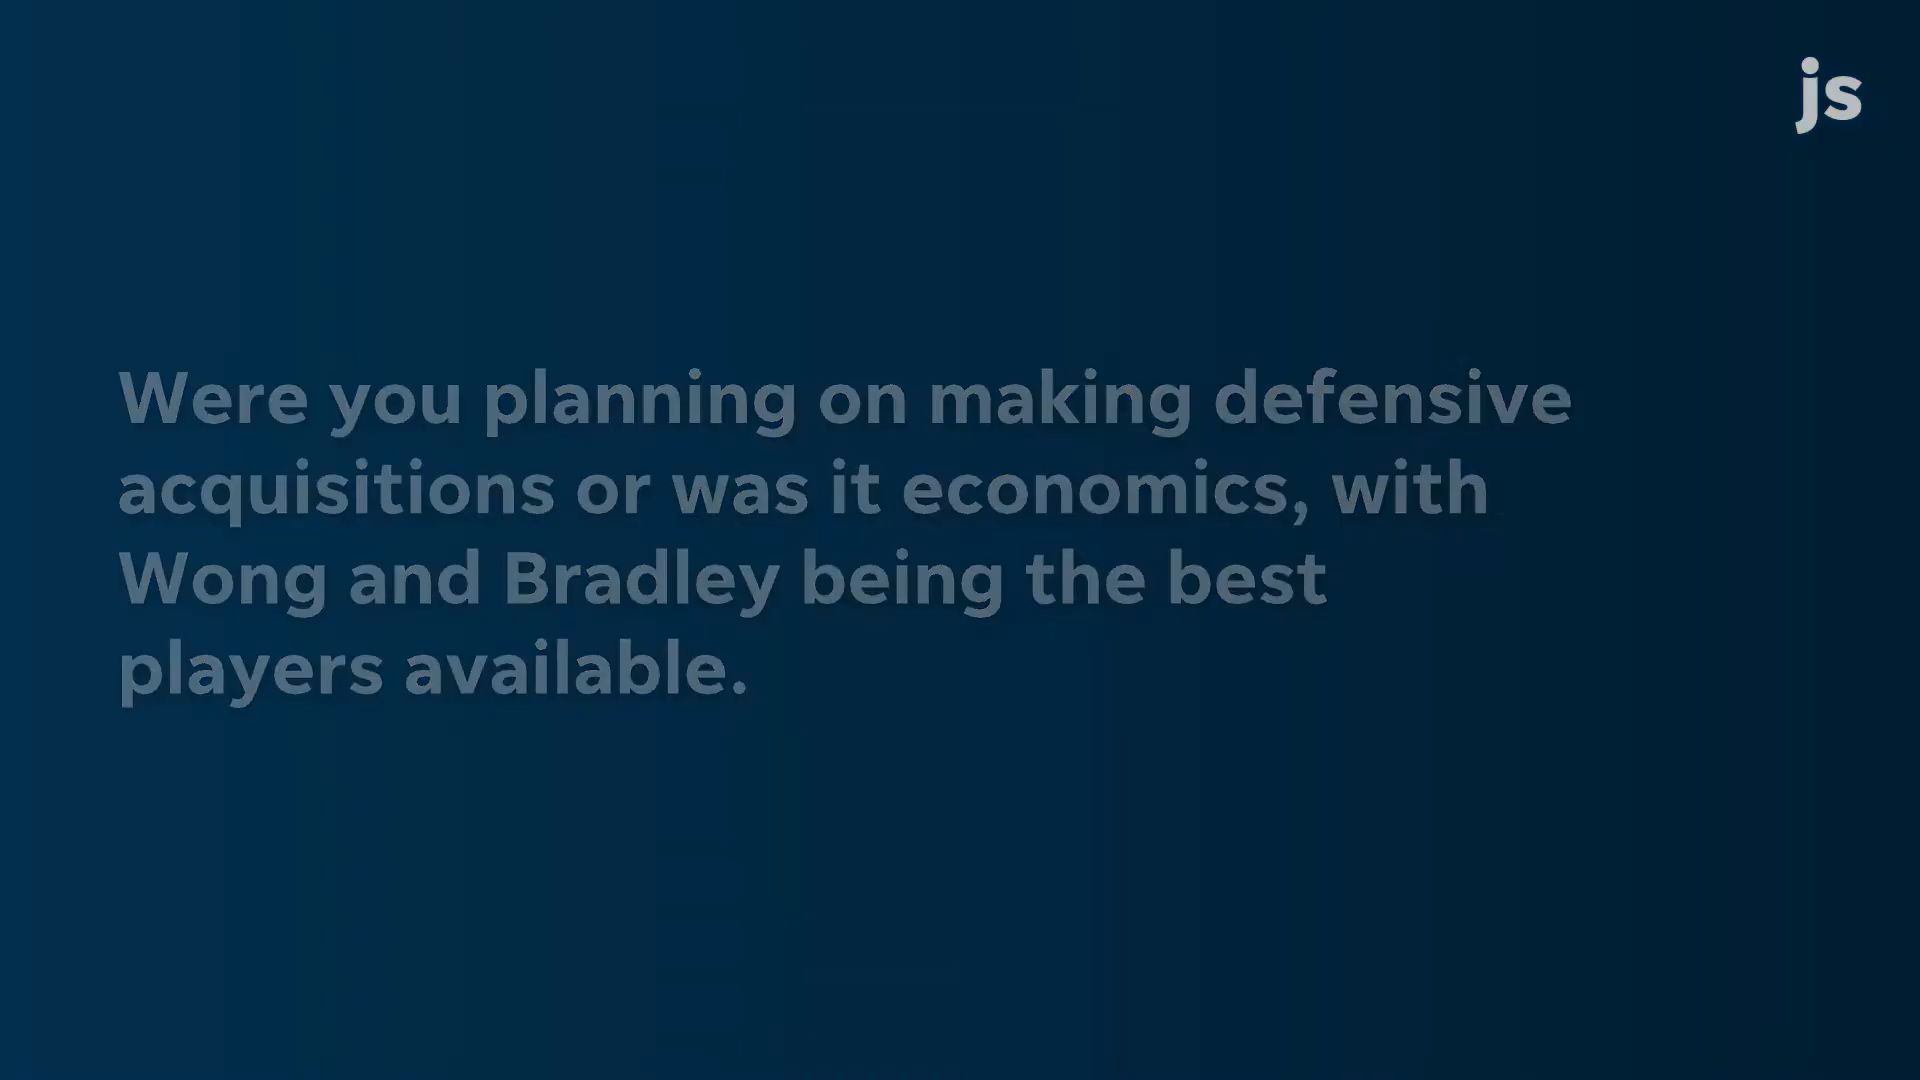 js
Were you planning on making defensive
acquisitions or was it economics, with
Wong and Bradley being the best
players available.